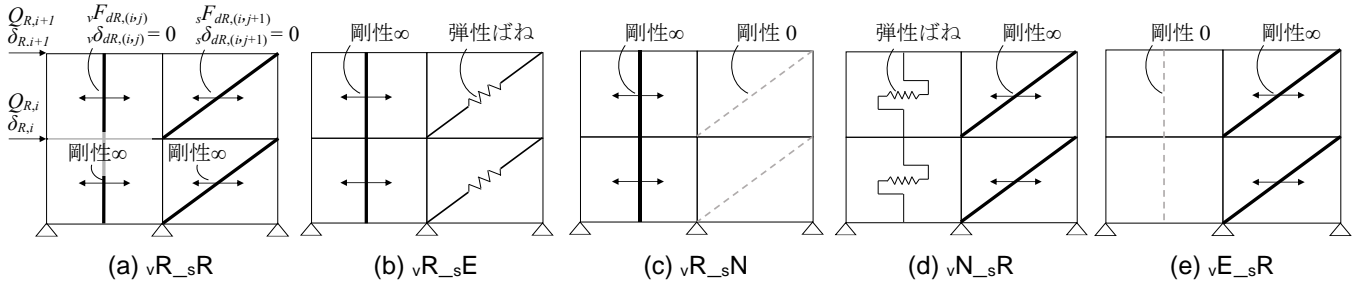 Q_{R,i+1}
δ_{R,i+1}
vF_{dR,(i,j)}
vδ_{dR,(i,j)} = 0
sF_{dR,(i,j+1)}
sδ_{dR,(i,j+1)} = 0
Q_{R,i}
δ_{R,i}
剛性∞
剛性∞
(a) vR_sR
剛性∞
弾性ばね
(b) vR_sE
剛性∞
剛性 0
(c) vR_sN
弾性ばね
剛性∞
(d) vN_sR
剛性 0
剛性∞
(e) vE_sR